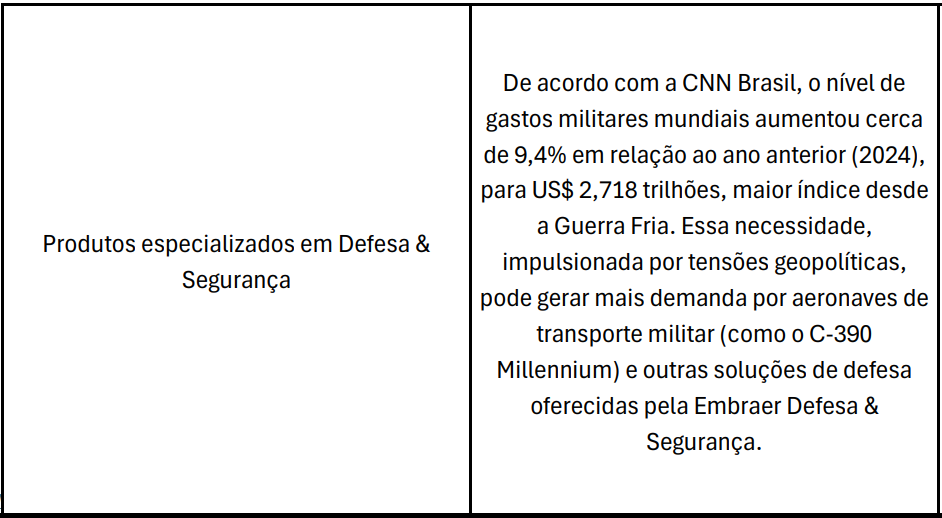 Produtos especializados em Defesa &
Segurança
De acordo com a CNN Brasil, o nível de
gastos militares mundiais aumentou cerca
de 9,4% em relação ao ano anterior (2024),
para US$ 2,718 trilhões, maior índice desde
a Guerra Fria. Essa necessidade,
impulsionada por tensões geopolíticas,
pode gerar mais demanda por aeronaves de
transporte militar (como o C-390
Millennium) e outras soluções de defesa
oferecidas pela Embraer Defesa &
Segurança.